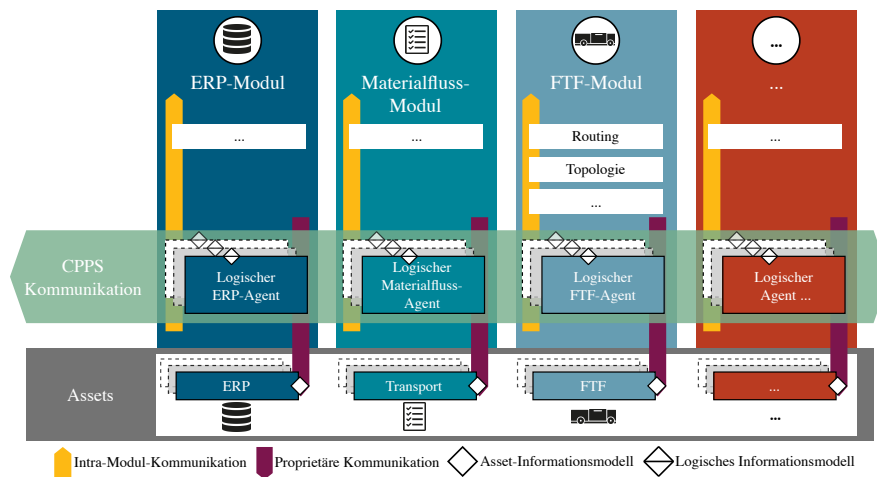 ERP-Modul
Materialfluss-
Modul
FTF-Modul
...
...
...
...
Routing
Topologie
...
...
CPPS
Kommunikation
Logischer
ERP-Agent
Logischer
Materialfluss-
Agent
Logischer
FTF-Agent
Logischer
Agent ...
Assets
ERP
Transport
FTF
...
...
Intra-Modul-Kommunikation
Proprietäre Kommunikation
Asset-Informationsmodell
Logisches Informationsmodell